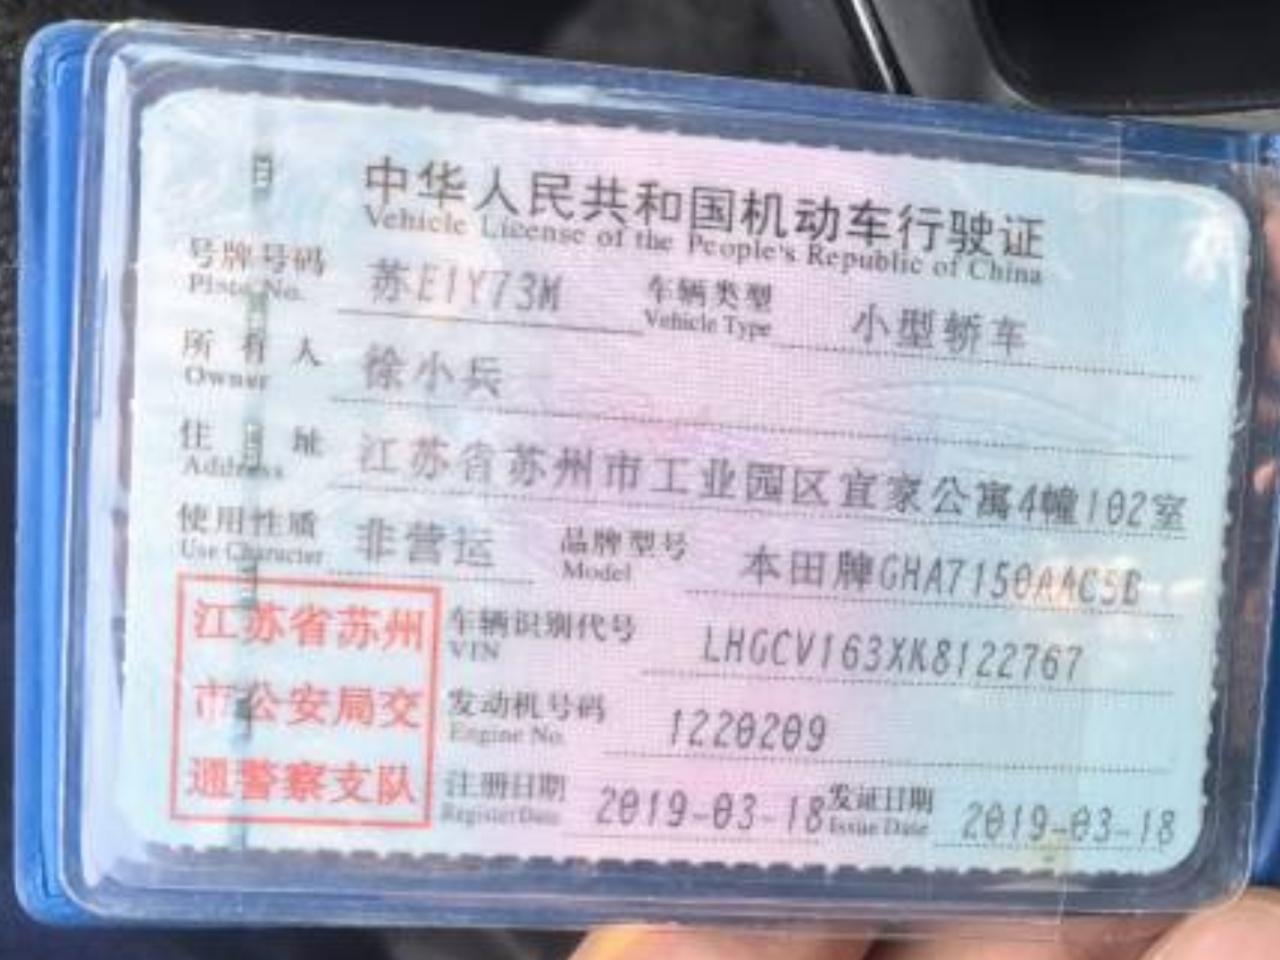 中华人民共和国机动车行驶证
Vehicle License of the People's Republic of China
号牌号码 苏E1Y73M 车辆类型 小型轿车
Plate No. Vehicle Type
所有人 徐小兵
Owner
住址 江苏省苏州市工业园区宜家公寓4幢102室
Address
使用性质 非营运 品牌型号 本田牌GHA7150AAC5B
Use Character Model
江苏省苏州
市公安局交
通警察支队
车辆识别代号 LHGCV163XK8122767
VIN
发动机号码 1220209
Engine No.
注册日期 2019-03-18 发证日期 2019-03-18
Register Date Issue Date